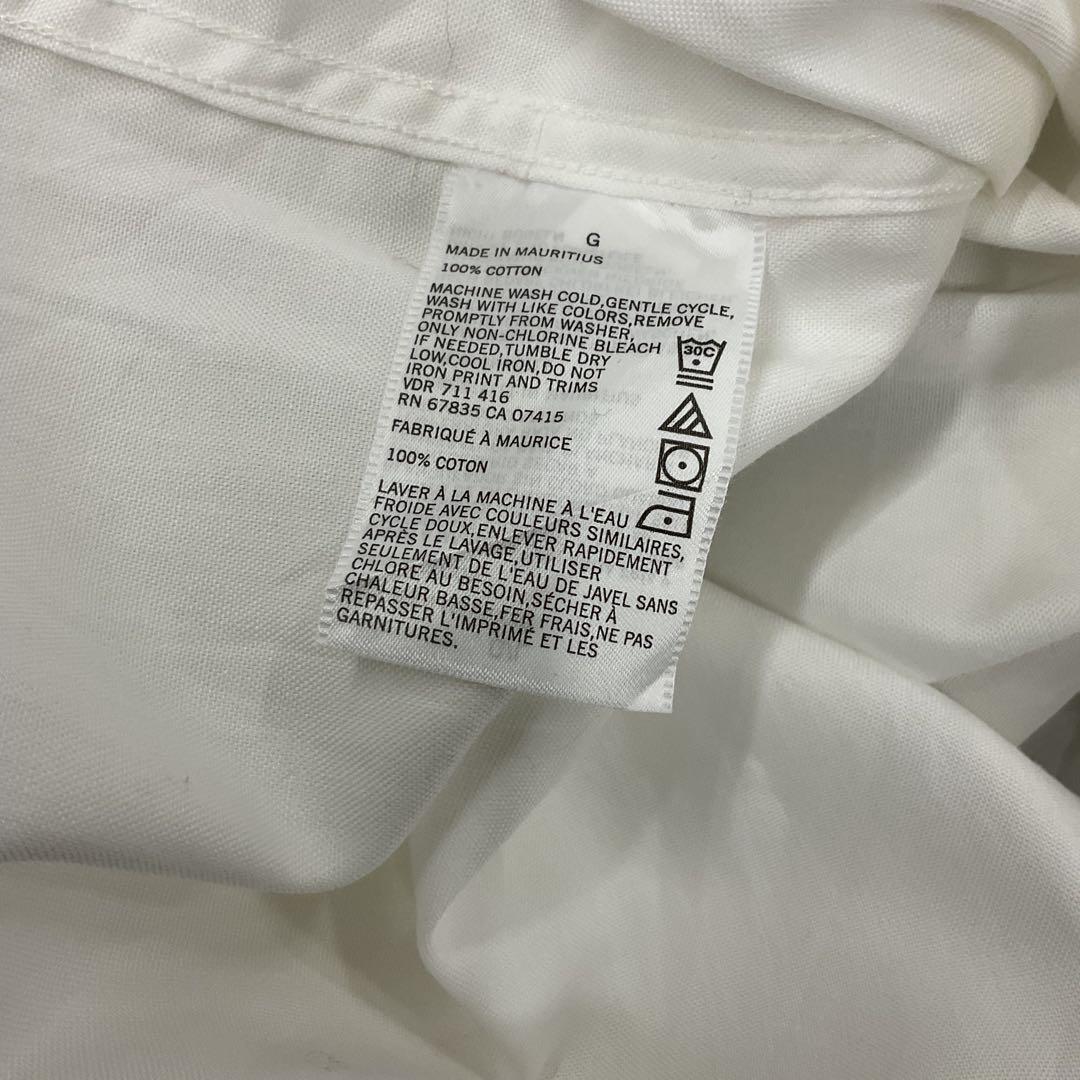 G
MADE IN MAURITIUS
100% COTTON
MACHINE WASH COLD,GENTLE CYCLE,
WASH WITH LIKE COLORS,REMOVE
PROMPTLY FROM WASHER,
ONLY NON-CHLORINE BLEACH
IF NEEDED,TUMBLE DRY
LOW,COOL IRON,DO NOT
IRON PRINT AND TRIMS
VDR 711 416
RN 67835 CA 07415
30C
FABRIQUÉ À MAURICE
100% COTON
LAVER À LA MACHINE À L'EAU
FROIDE AVEC COULEURS SIMILAIRES,
CYCLE DOUX,ENLEVER RAPIDEMENT
APRÈS LE LAVAGE,UTILISER
SEULEMENT DE L'EAU DE JAVEL SANS
CHLORE AU BESOIN,SÉCHER À
CHALEUR BASSE,FER FRAIS,NE PAS
REPASSER L'IMPRIMÉ ET LES
GARNITURES.